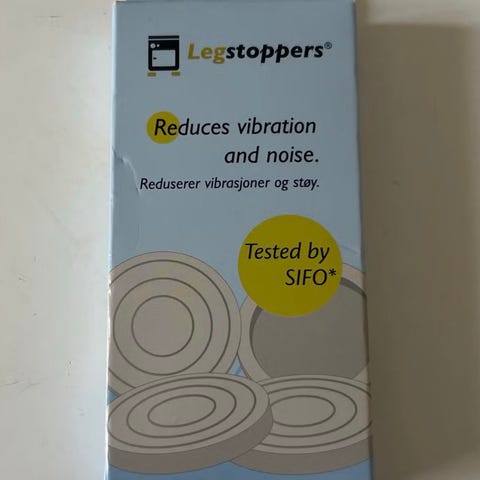 Legstoppers®
Reduces vibration
and noise.
Reduserer vibrasjoner og støy.
Tested by
SIFO*